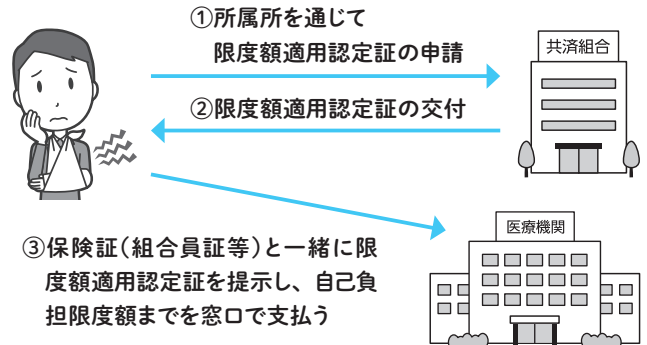 ①所属所を通じて
限度額適用認定証の申請
共済組合
②限度額適用認定証の交付
医療機関
③保険証(組合員証等)と一緒に限
度額適用認定証を提示し、自己負
担限度額までを窓口で支払う